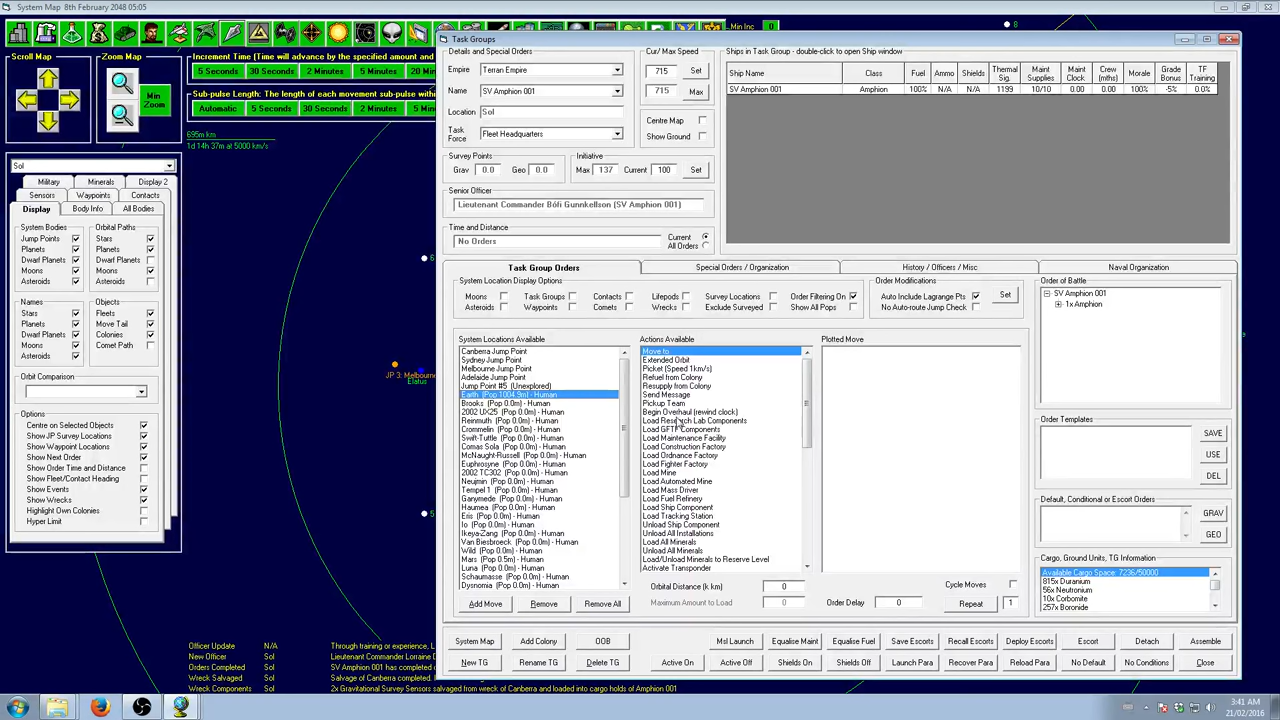 System Map  8th February 2048 05:05
Scroll Map
Zoom Map
Min Zoom
Increment Time (Time will advance by the specified amount and
5 Seconds
30 Seconds
2 Minutes
5 Minutes
20 Min
Sub-pulse Length: The length of each movement sub-pulse with
Automatic
5 Seconds
30 Seconds
2 Minutes
5 Min
695m km
1d 14h 37m at 5000 km/s
Sol
Military
Minerals
Display 2
Sensors
Waypoints
Contacts
Display
Body Info
All Bodies
System Bodies
Orbital Paths
Jump Points
Stars
Planets
Planets
Dwarf Planets
Dwarf Planets
Moons
Moons
Asteroids
Asteroids
Names
Objects
Stars
Fleets
Planets
Move Tail
Dwarf Planets
Colonies
Moons
Comet Path
Asteroids
Orbit Comparison
Options
Centre on Selected Objects
Show JP Survey Locations
Show Waypoint Locations
Show Next Order
Show Order Time and Distance
Show Fleet/Contact Heading
Show Events
Show Wrecks
Highlight Own Colonies
Hyper Limit
JP 3: Melbourne
Elatus
6
5
8
Min Inc
0
Task Groups
Details and Special Orders
Empire
Terran Empire
Name
SV Amphion 001
Location
Sol
Task Force
Fleet Headquarters
Cur/ Max Speed
715
Set
715
Max
Centre Map
Show Ground
Survey Points
Grav
0.0
Geo
0.0
Initiative
Max
137
Current
100
Set
Senior Officer
Lieutenant Commander Bófi Gunnkellson (SV Amphion 001)
Time and Distance
No Orders
Current
All Orders
Ships in Task Group - double-click to open Ship window
Ship Name
Class
Fuel
Ammo
Shields
Thermal Sig.
Maint Supplies
Maint Clock
Crew (mths)
Morale
Grade Bonus
TF Training
SV Amphion 001
Amphion
100%
N/A
N/A
1199
10/10
0.00
0.00
100%
-5%
0.0%
Task Group Orders
Special Orders / Organization
History / Officers / Misc
Naval Organization
System Location Display Options
Moons
Task Groups
Contacts
Lifepods
Survey Locations
Order Filtering On
Asteroids
Waypoints
Comets
Wrecks
Exclude Surveyed
Show All Pops
Order Modifications
Auto Include Lagrange Pts
No Auto-route Jump Check
Set
Order of Battle
SV Amphion 001
1x Amphion
System Locations Available
Canberra Jump Point
Sydney Jump Point
Melbourne Jump Point
Adelaide Jump Point
Jump Point #5 (Unexplored)
Earth (Pop 1004.9m) - Human
Brooks (Pop 0.0m) - Human
2002 UX25 (Pop 0.0m) - Human
Reinmuth (Pop 0.0m) - Human
Crommelin (Pop 0.0m) - Human
Swift-Tuttle (Pop 0.0m) - Human
Comas Sola (Pop 0.0m) - Human
McNaught-Russell (Pop 0.0m) - Human
Euphrosyne (Pop 0.0m) - Human
2002 TC302 (Pop 0.0m) - Human
Neujmin (Pop 0.0m) - Human
Tempel 1 (Pop 0.0m) - Human
Ganymede (Pop 0.0m) - Human
Haumea (Pop 0.0m) - Human
Eris (Pop 0.0m) - Human
Io (Pop 0.0m) - Human
Ikeya-Zhang (Pop 0.0m) - Human
Van Biesbroeck (Pop 0.0m) - Human
Wild (Pop 0.0m) - Human
Mars (Pop 0.5m) - Human
Luna (Pop 0.0m) - Human
Schaumasse (Pop 0.0m) - Human
Dysnomia (Pop 0.0m) - Human
Actions Available
Move to
Extended Orbit
Picket (Speed 1km/s)
Refuel from Colony
Resupply from Colony
Send Message
Pickup Team
Begin Overhaul (rewind clock)
Load Research Lab Components
Load GFTF Components
Load Maintenance Facility
Load Construction Factory
Load Ordnance Factory
Load Fighter Factory
Load Mine
Load Automated Mine
Load Mass Driver
Load Fuel Refinery
Load Ship Component
Load Tracking Station
Unload Ship Component
Unload All Installations
Load All Minerals
Unload All Minerals
Load/Unload Minerals to Reserve Level
Activate Transponder
Plotted Move
Add Move
Remove
Remove All
Orbital Distance (k km)
0
Maximum Amount to Load
0
Order Delay
0
Cycle Moves
Repeat
1
Order Templates
SAVE
USE
DEL
Default, Conditional or Escort Orders
GRAV
GEO
Cargo, Ground Units, TG Information
Available Cargo Space: 7236/50000
815x Duranium
56x Neutronium
10x Corbomite
257x Boronide
System Map
Add Colony
OOB
Msl Launch
Equalise Maint
Equalise Fuel
Save Escorts
Recall Escorts
Deploy Escorts
Escort
Detach
Assemble
New TG
Rename TG
Delete TG
Active On
Active Off
Shields On
Shields Off
Launch Para
Recover Para
Reload Para
No Default
No Conditions
Close
Officer Update
N/A
Through training or experience, L
New Officer
Sol
Lieutenant Commander Lorraine
Orders Completed
Sol
SV Amphion 001 has completed o
Wreck Salvaged
Sol
Salvage of Canberra completed.
Wreck Components
Sol
2x Gravitational Survey Sensors salvaged from wreck of Canberra and loaded into cargo holds of Amphion 001
3:41 AM
21/02/2016